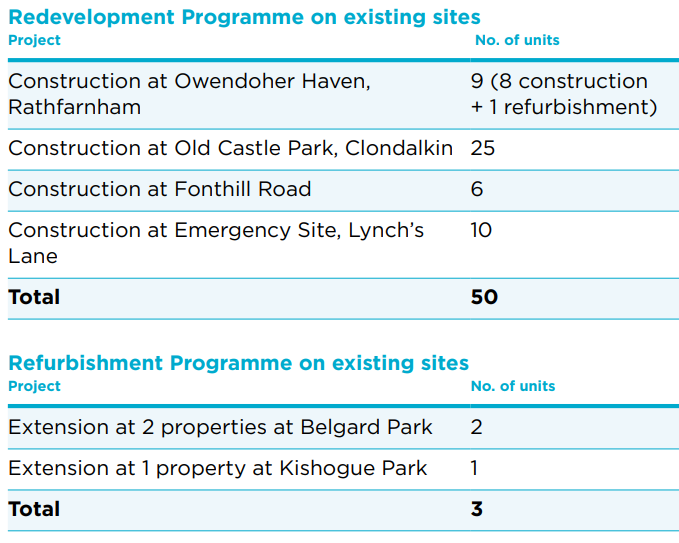 Redevelopment Programme on existing sites
Project No. of units
Construction at Owendoher Haven, 9 (8 construction
Rathfarnham + 1 refurbishment)
Construction at Old Castle Park, Clondalkin 25
Construction at Fonthill Road 6
Construction at Emergency Site, Lynch’s 10
Lane
Total 50
Refurbishment Programme on existing sites
Project No. of units
Extension at 2 properties at Belgard Park 2
Extension at 1 property at Kishogue Park 1
Total 3